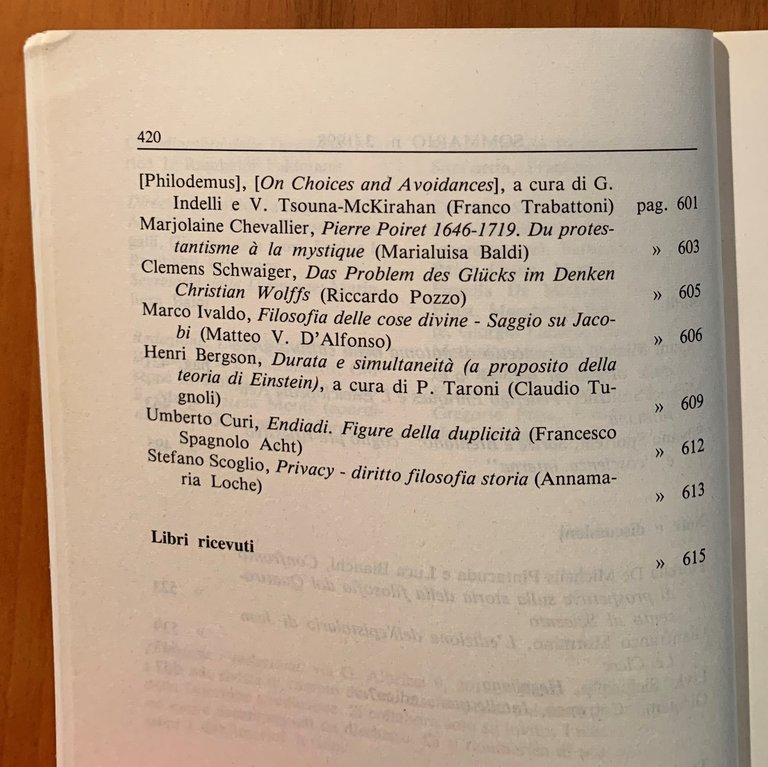 420
[Philodemus], [On Choices and Avoidances], a cura di G.
Indelli e V. Tsouna-McKirahan (Franco Trabattoni) pag. 601
Marjolaine Chevallier, Pierre Poiret 1646-1719. Du protes-
tantisme à la mystique (Marialuisa Baldi) » 603
Clemens Schwaiger, Das Problem des Glücks im Denken
Christian Wolffs (Riccardo Pozzo) » 605
Marco Ivaldo, Filosofia delle cose divine - Saggio su Jaco-
bi (Matteo V. D'Alfonso) » 606
Henri Bergson, Durata e simultaneità (a proposito della
teoria di Einstein), a cura di P. Taroni (Claudio Tu-
gnoli) » 609
Umberto Curi, Endiadi. Figure della duplicità (Francesco
Spagnolo Acht) » 612
Stefano Scoglio, Privacy - diritto filosofia storia (Annama-
ria Loche) » 613
Libri ricevuti » 615